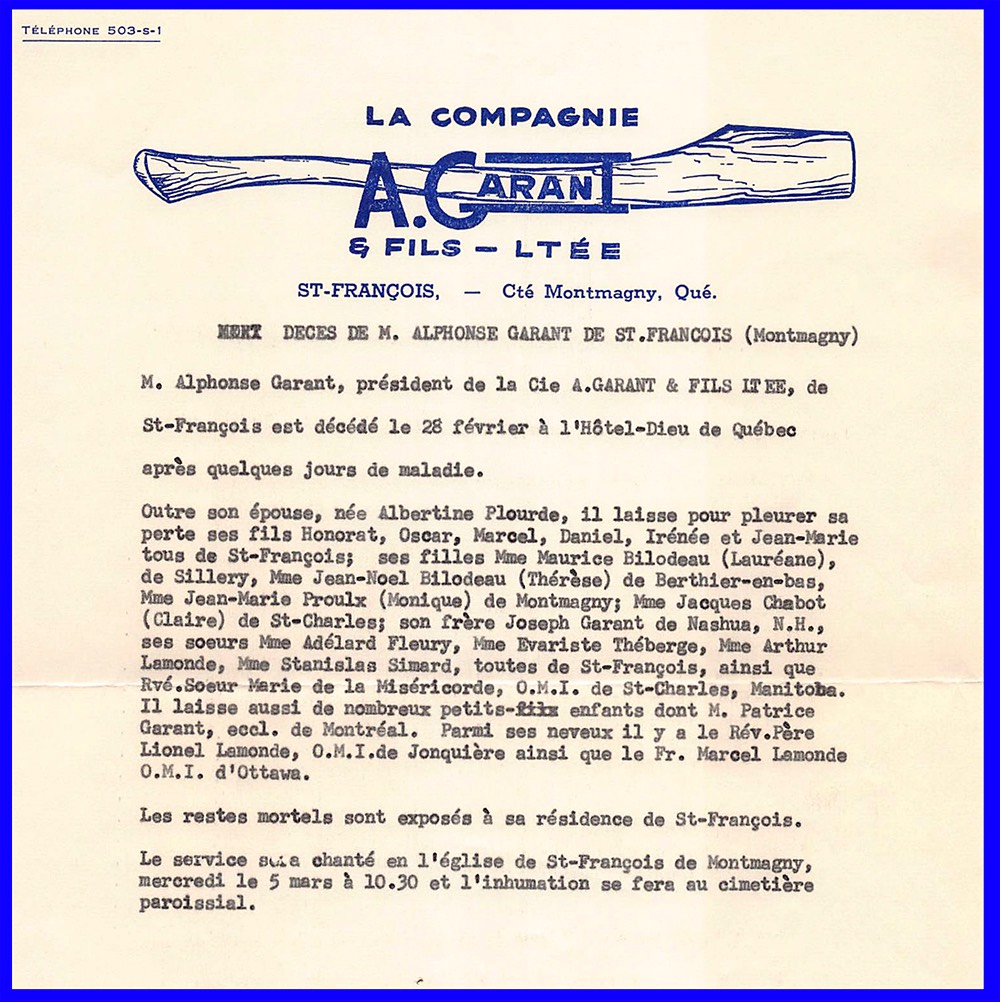 TÉLÉPHONE 503-S-1
LA COMPAGNIE
A. GARANT
& FILS — LTÉE
ST-FRANÇOIS, — Cté Montmagny, Qué.
DECES DE M. ALPHONSE GARANT DE ST.FRANCOIS (Montmagny)
M. Alphonse Garant, président de la Cie A.GARANT & FILS LTEE, de
St-François est décédé le 28 février à l'Hôtel-Dieu de Québec
après quelques jours de maladie.
Outre son épouse, née Albertine Plourde, il laisse pour pleurer sa
perte ses fils Honorat, Oscar, Marcel, Daniel, Irénée et Jean-Marie
tous de St-François; ses filles Mme Maurice Bilodeau (Lauréane),
de Sillery, Mme Jean-Noel Bilodeau (Thérèse) de Berthier-en-bas,
Mme Jean-Marie Proulx (Monique) de Montmagny; Mme Jacques Chabot
(Claire) de St-Charles; son frère Joseph Garant de Nashua, N.H.,
ses soeurs Mme Adélard Fleury, Mme Evariste Théberge, Mme Arthur
Lamonde, Mme Stanislas Simard, toutes de St-François, ainsi que
Rvé.Soeur Marie de la Miséricorde, O.M.I. de St-Charles, Manitoba.
Il laisse aussi de nombreux petits- enfants dont M. Patrice
Garant, eccl. de Montréal. Parmi ses neveux il y a le Rév.Père
Lionel Lamonde, O.M.I.de Jonquière ainsi que le Fr. Marcel Lamonde
O.M.I. d'Ottawa.
Les restes mortels sont exposés à sa résidence de St-François.
Le service sera chanté en l'église de St-François de Montmagny,
mercredi le 5 mars à 10.30 et l'inhumation se fera au cimetière
paroissial.